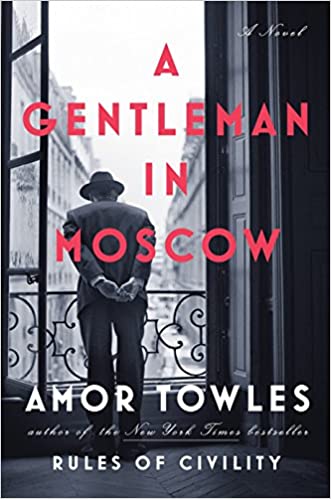 A Novel
A
GENTLEMAN
IN
MOSCOW
AMOR TOWLES
author of the New York Times bestseller
RULES OF CIVILITY